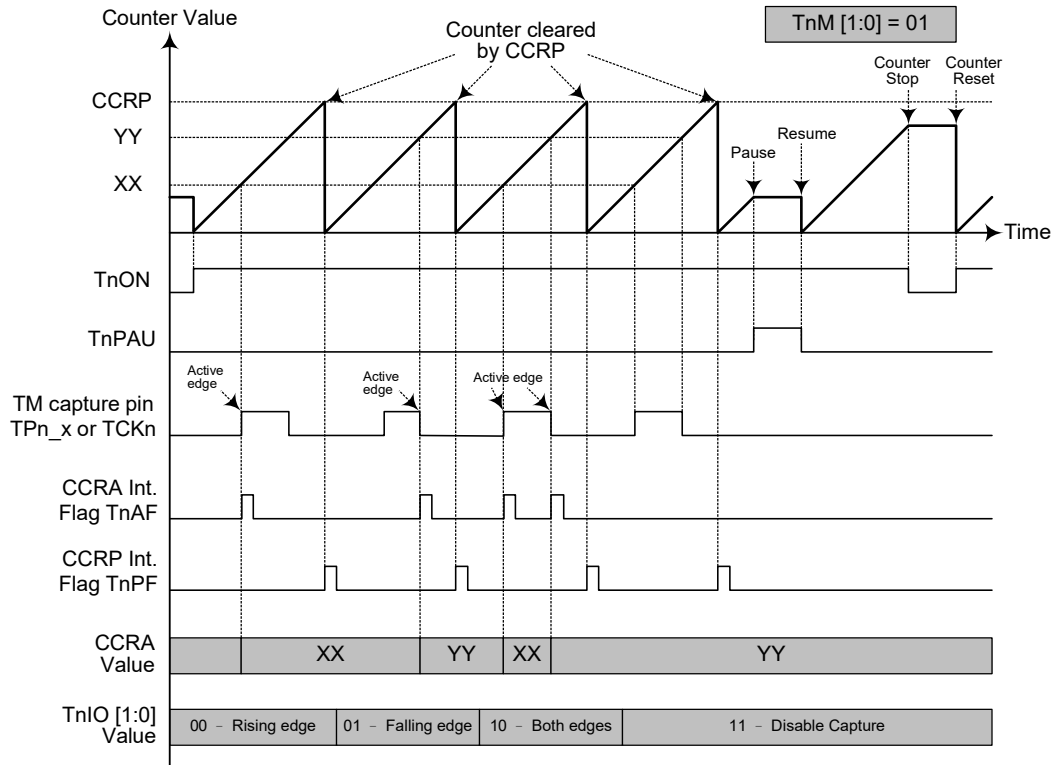 Counter Value
TnM [1:0] = 01
Counter cleared
by CCRP
Counter
Stop
Counter
Reset
CCRP
YY
XX
Pause
Resume
Time
TnON
TnPAU
Active
edge
Active
edge
Active edge
TM capture pin
TPn_x or TCKn
CCRA Int.
Flag TnAF
CCRP Int.
Flag TnPF
CCRA
Value
XX
YY
XX
YY
TnIO [1:0]
Value
00 – Rising edge
01 – Falling edge
10 – Both edges
11 – Disable Capture